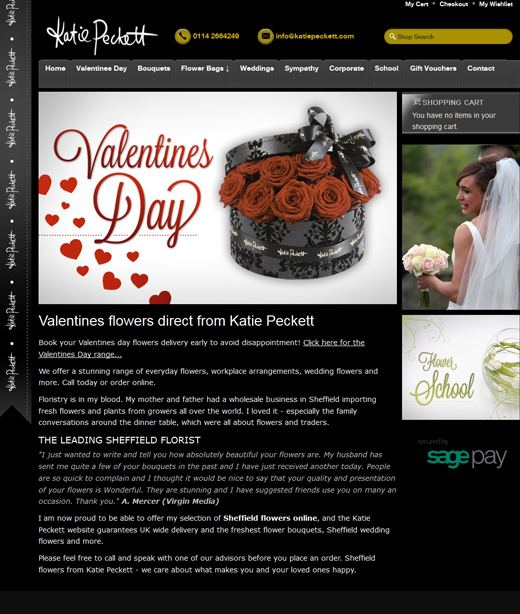 My Cart • Checkout • My Wishlist
Katie Peckett
0114 2664249
info@katiepeckett.com
Shop Search
Home
Valentines Day
Bouquets
Flower Bags ↓
Weddings
Sympathy
Corporate
School
Gift Vouchers
Contact
Valentines
Day
Katie Peckett
SHOPPING CART
You have no items in your
shopping cart
Flower
School
secured by
sage pay
Valentines flowers direct from Katie Peckett
Book your Valentines day flowers delivery early to avoid disappointment! Click here for the
Valentines Day range...
We offer a stunning range of everyday flowers, workplace arrangements, wedding flowers and
more. Call today or order online.
Floristry is in my blood. My mother and father had a wholesale business in Sheffield importing
fresh flowers and plants from growers all over the world. I loved it - especially the family
conversations around the dinner table, which were all about flowers and traders.
THE LEADING SHEFFIELD FLORIST
"I just wanted to write and tell you how absolutely beautiful your flowers are. My husband has
sent me quite a few of your bouquets in the past and I have just received another today. People
are so quick to complain and I thought it would be nice to say that your quality and presentation
of your flowers is Wonderful. They are stunning and I have suggested friends use you on many an
occasion. Thank you." A. Mercer (Virgin Media)
I am now proud to be able to offer my selection of Sheffield flowers online, and the Katie
Peckett website guarantees UK wide delivery and the freshest flower bouquets, Sheffield wedding
flowers and more.
Please feel free to call and speak with one of our advisors before you place an order. Sheffield
flowers from Katie Peckett - we care about what makes you and your loved ones happy.